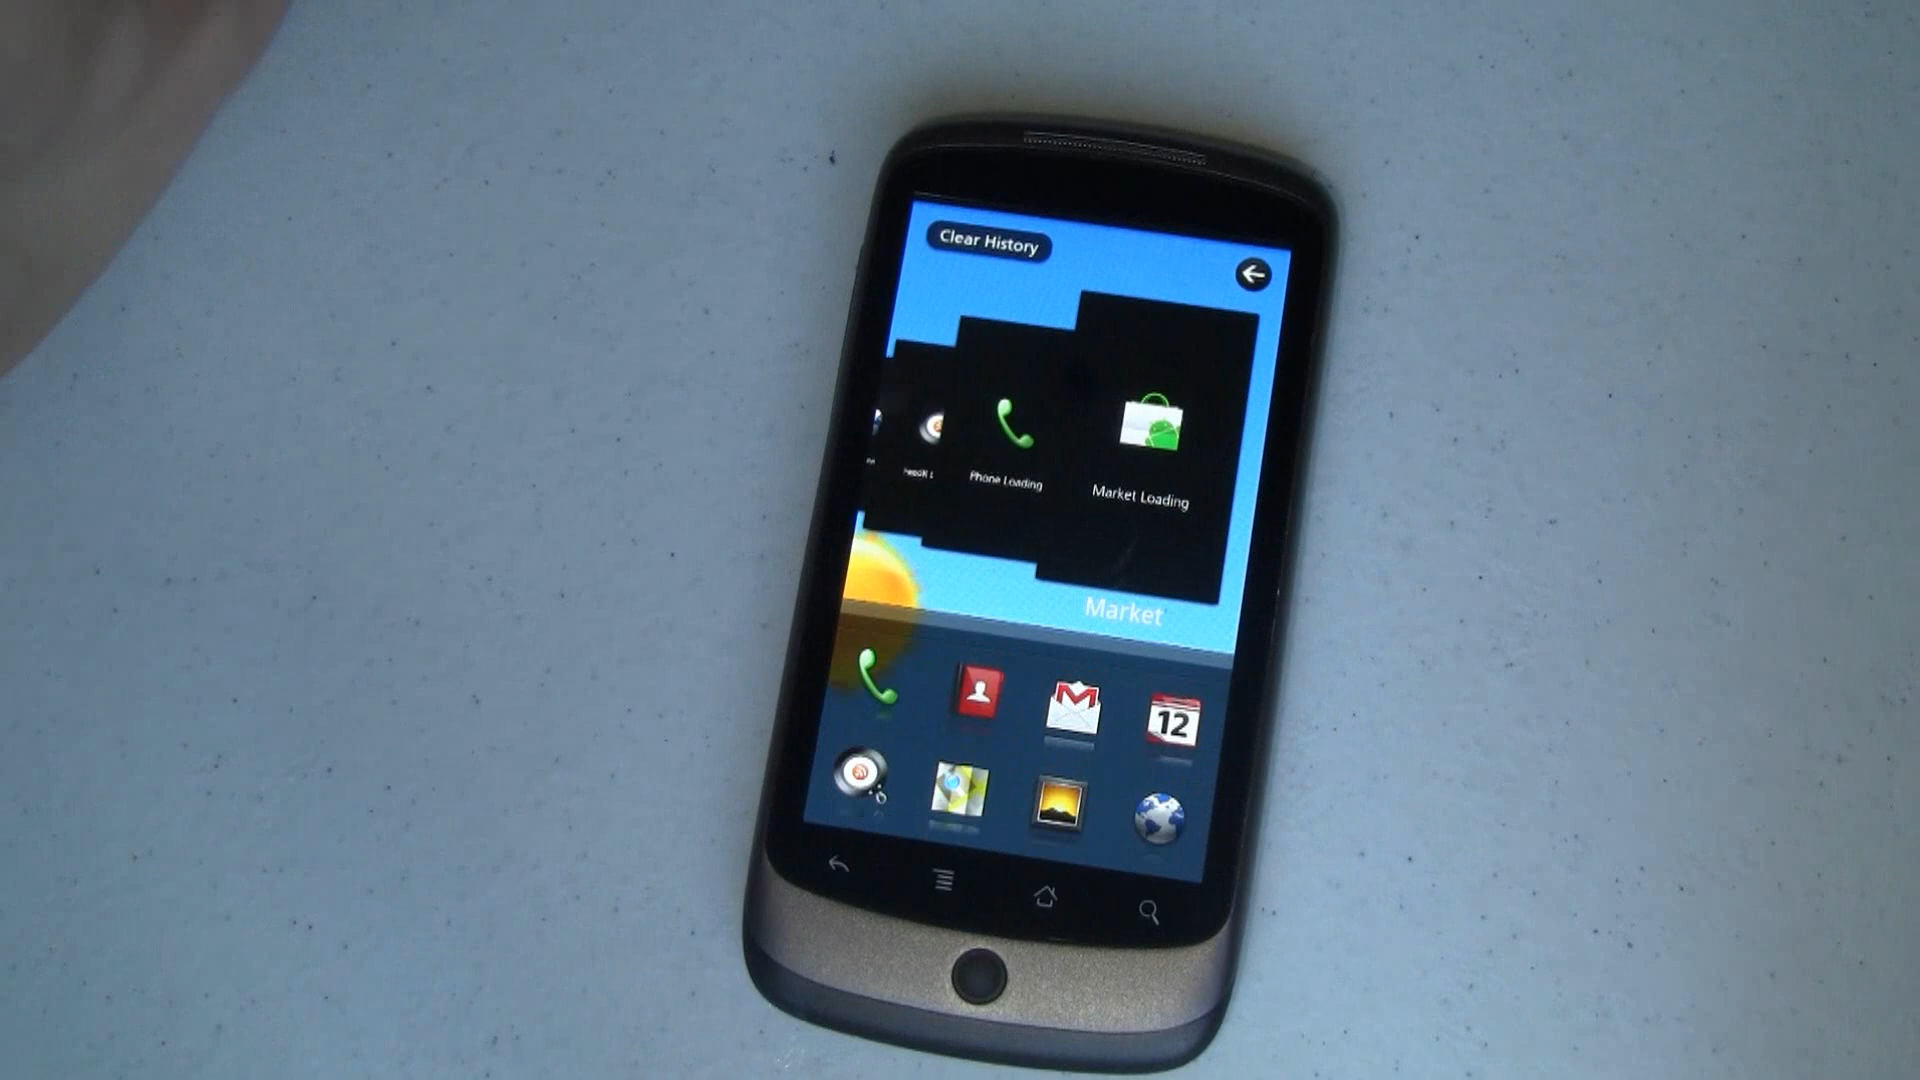 Clear History
Phone Loading
Market Loading
Market
12